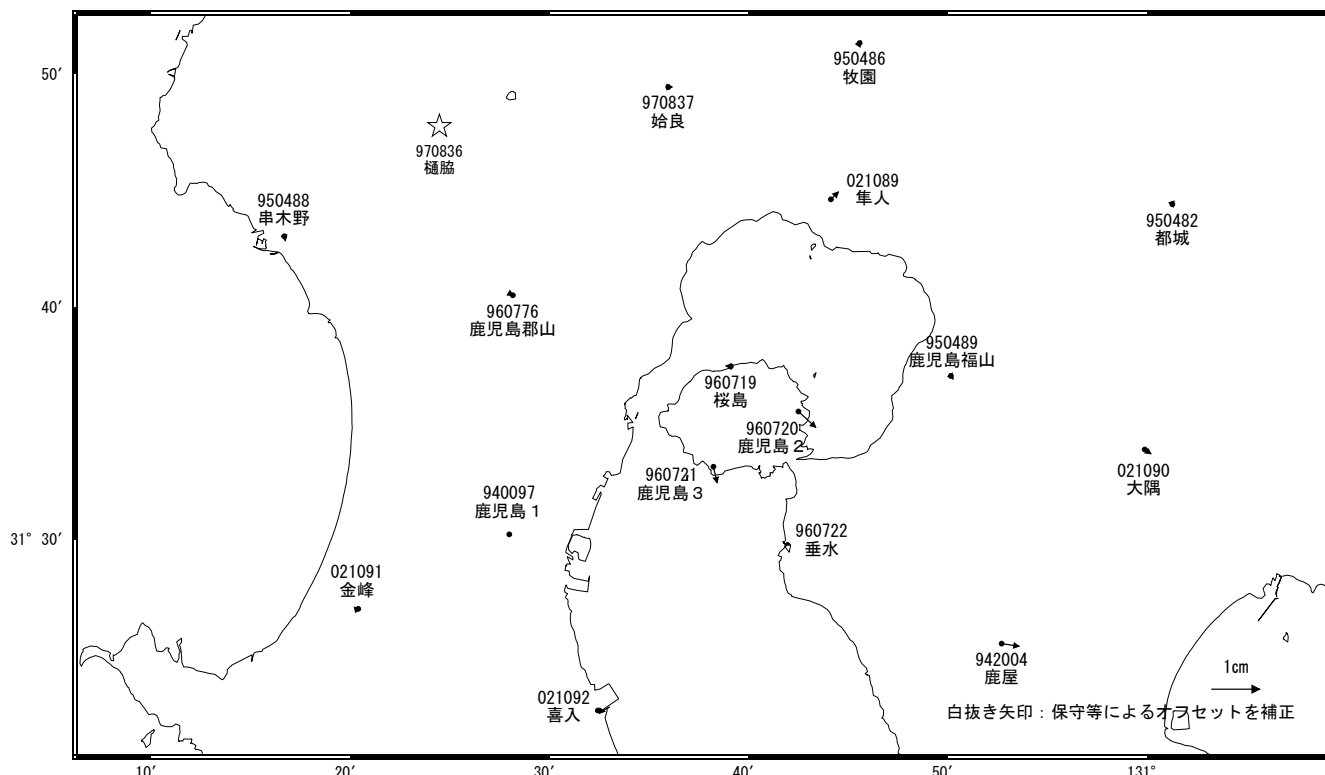 950486
牧園
50′
970837
姶良
970836
樋脇
021089
隼人
950488
串木野
950482
都城
40′
960776
鹿児島郡山
950489
鹿児島福山
960719
桜島
960720
鹿児島2
960721
鹿児島3
021090
大隅
940097
鹿児島1
960722
垂水
31° 30′
021091
金峰
942004
鹿屋
1cm
021092
喜入
白抜き矢印：保守等によるオフセットを補正
10′ 20′ 30′ 40′ 50′ 131°